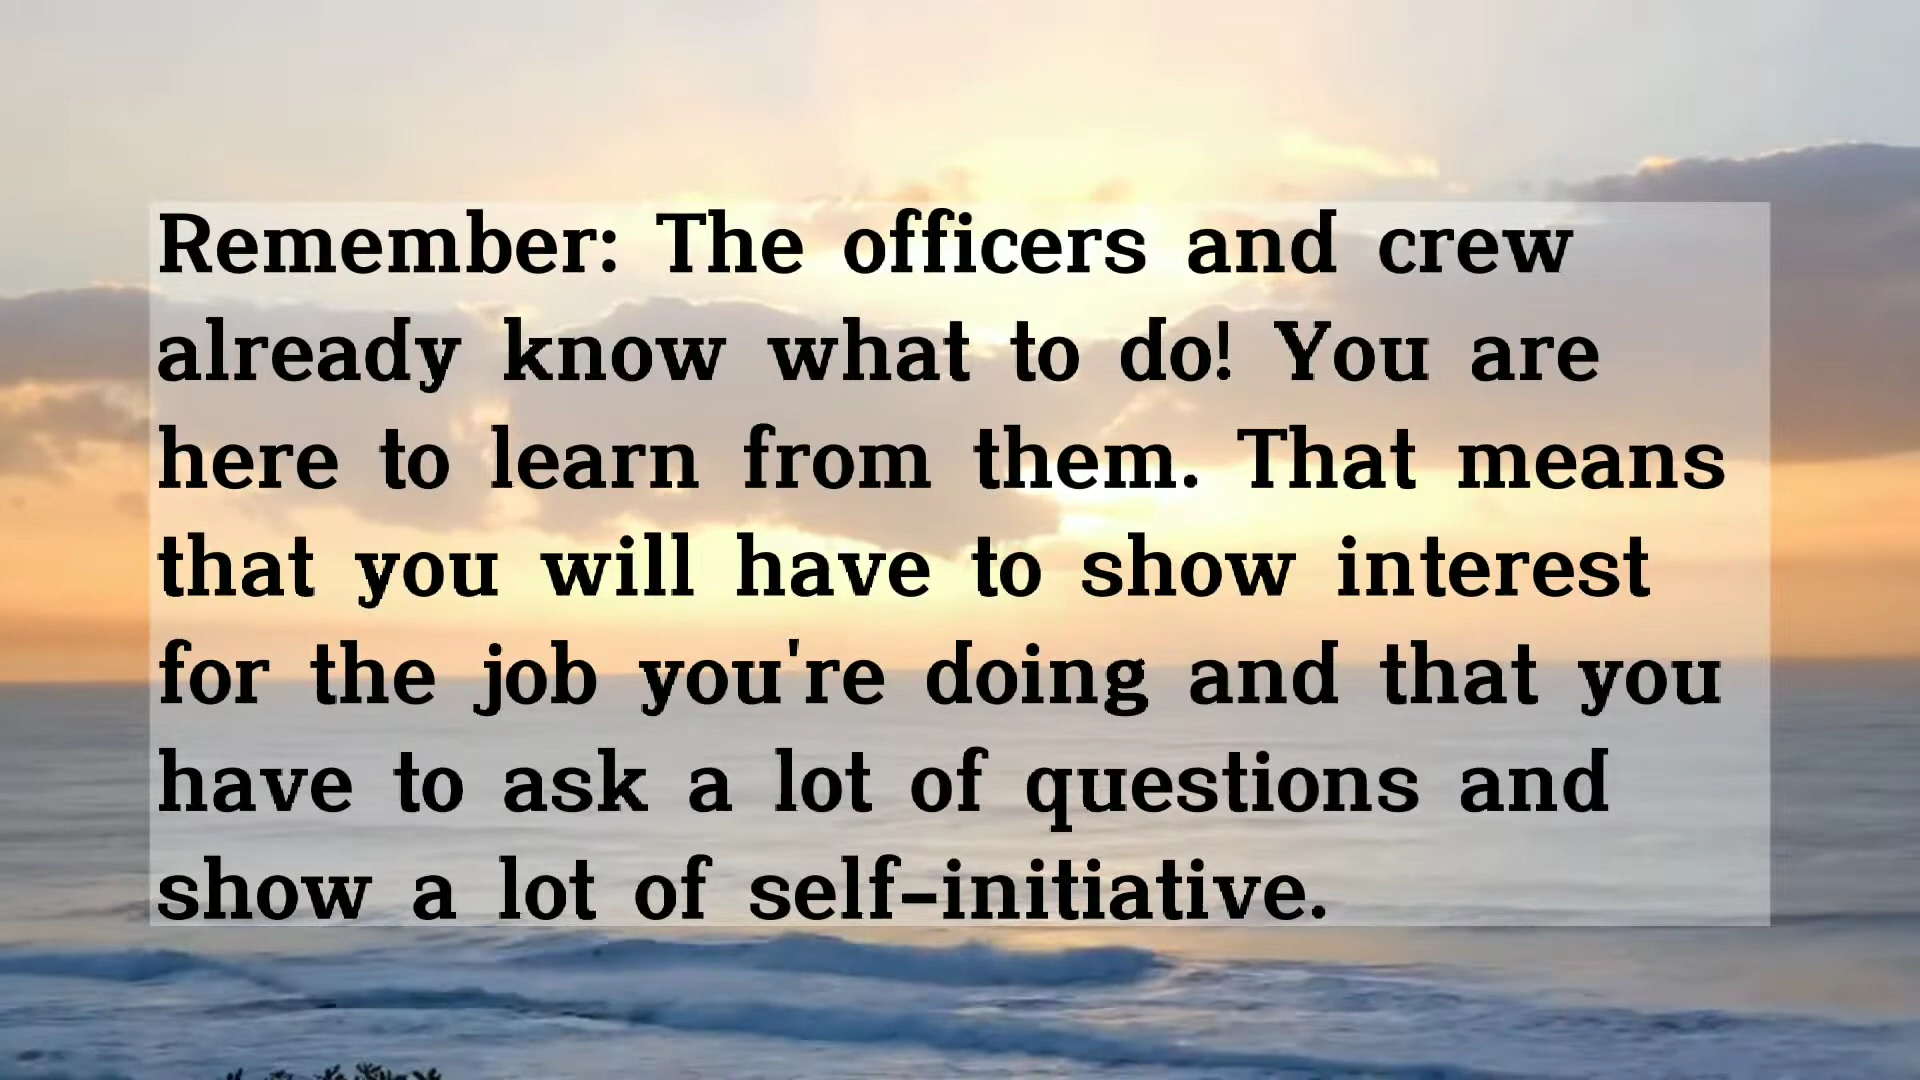 Remember: The officers and crew
already know what to do! You are
here to learn from them. That means
that you will have to show interest
for the job you're doing and that you
have to ask a lot of questions and
show a lot of self-initiative.